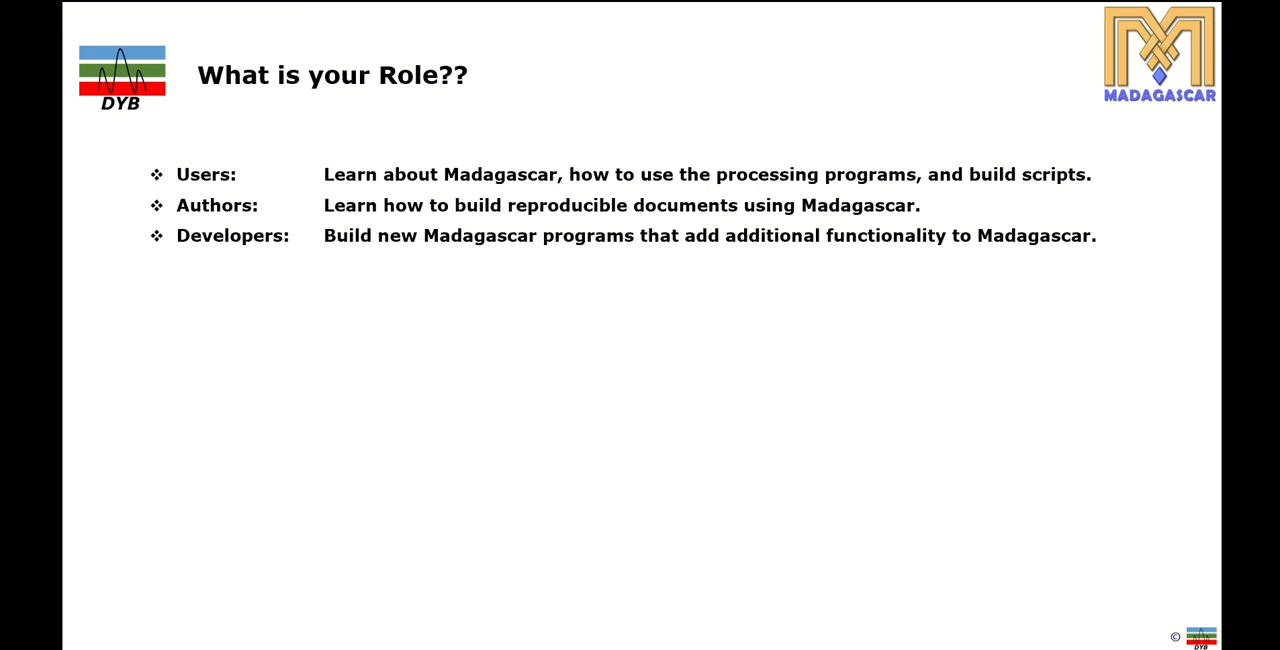 What is your Role??
DYB
MADAGASCAR
❖ Users: Learn about Madagascar, how to use the processing programs, and build scripts.
❖ Authors: Learn how to build reproducible documents using Madagascar.
❖ Developers: Build new Madagascar programs that add additional functionality to Madagascar.
© DYB